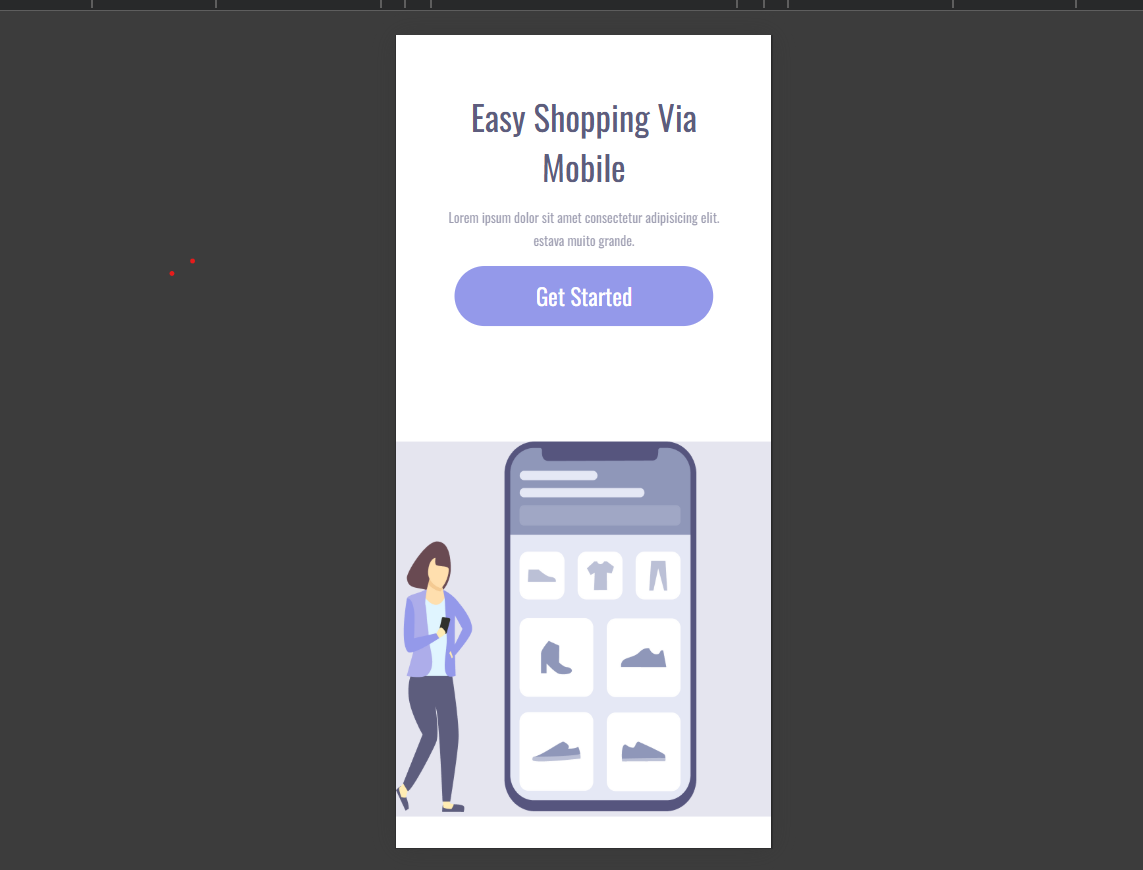 Easy Shopping Via
Mobile
Lorem ipsum dolor sit amet consectetur adipisicing elit.
estava muito grande.
Get Started